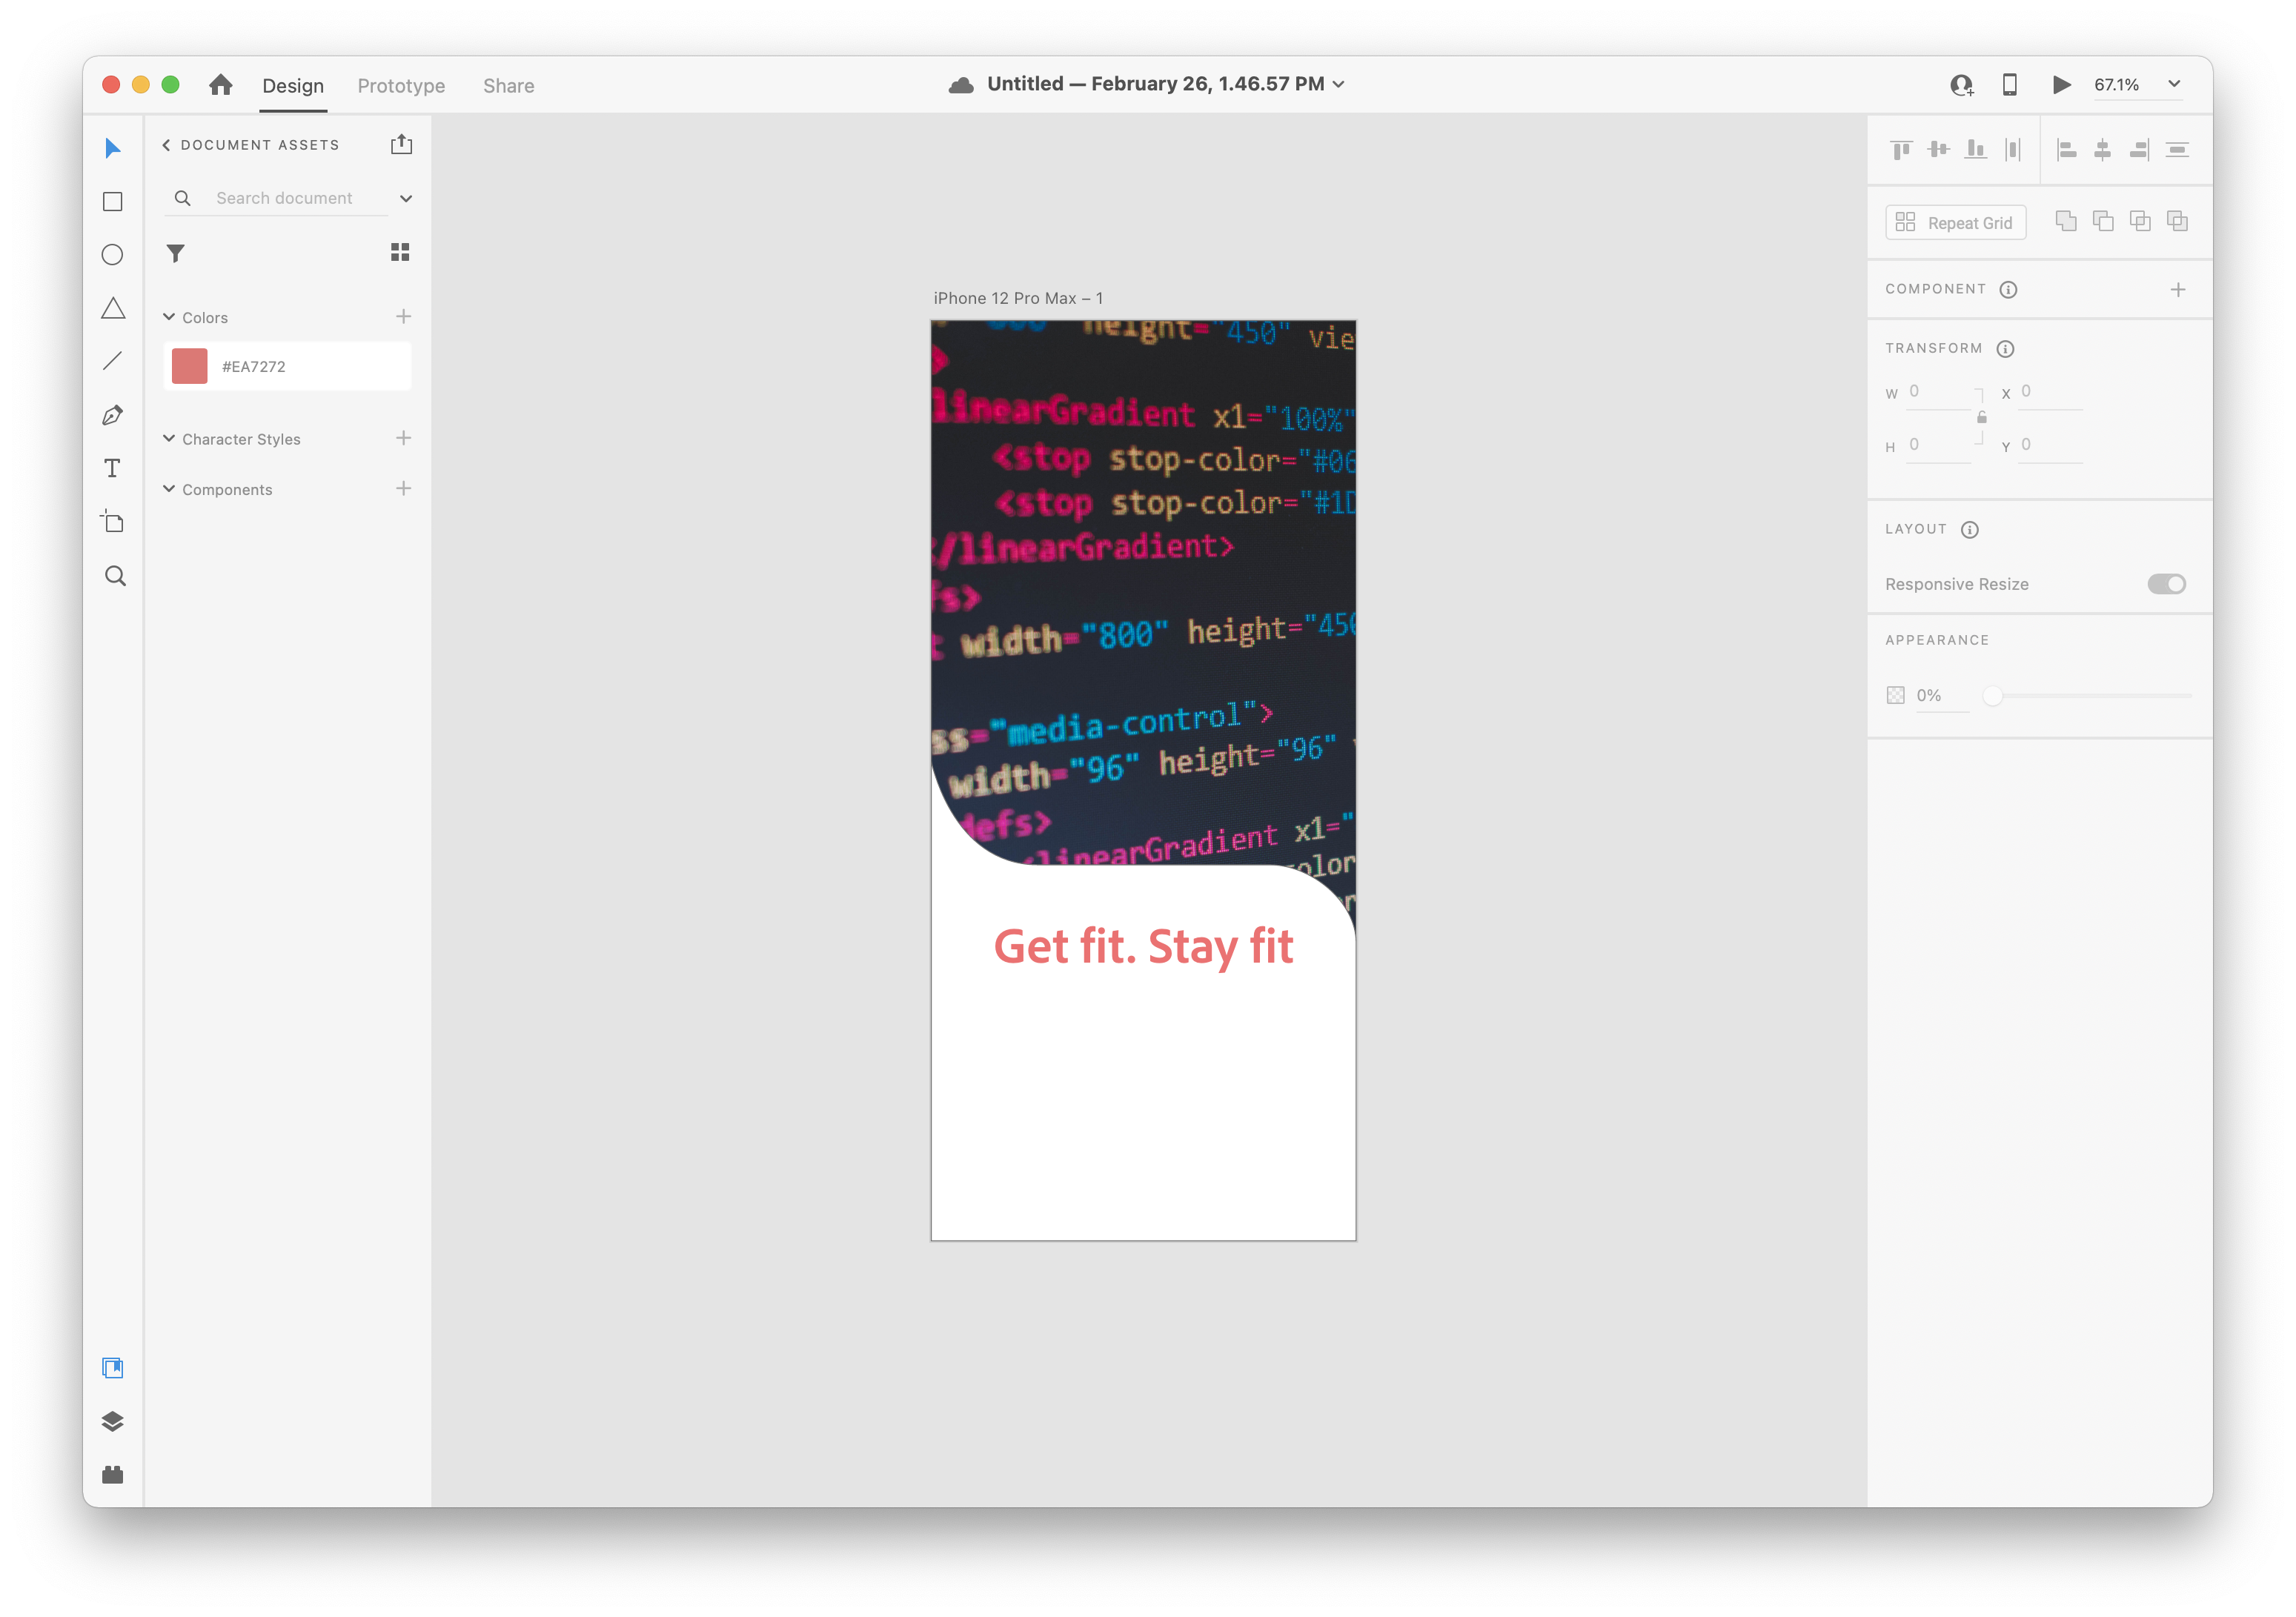 Design Prototype Share
Untitled — February 26, 1.46.57 PM
67.1%
DOCUMENT ASSETS
Search document
Colors
#EA7272
Character Styles
Components
iPhone 12 Pro Max – 1
height="450" vie
linearGradient x1="100%"
<stop stop-color="#06
<stop stop-color="#1D
</linearGradient>
fs>
t width="800" height="450
ss="media-control">
width="96" height="96"
defs>
<linearGradient x1="
olor
Get fit. Stay fit
Repeat Grid
COMPONENT
TRANSFORM
W 0 X 0
H 0 Y 0
LAYOUT
Responsive Resize
APPEARANCE
0%